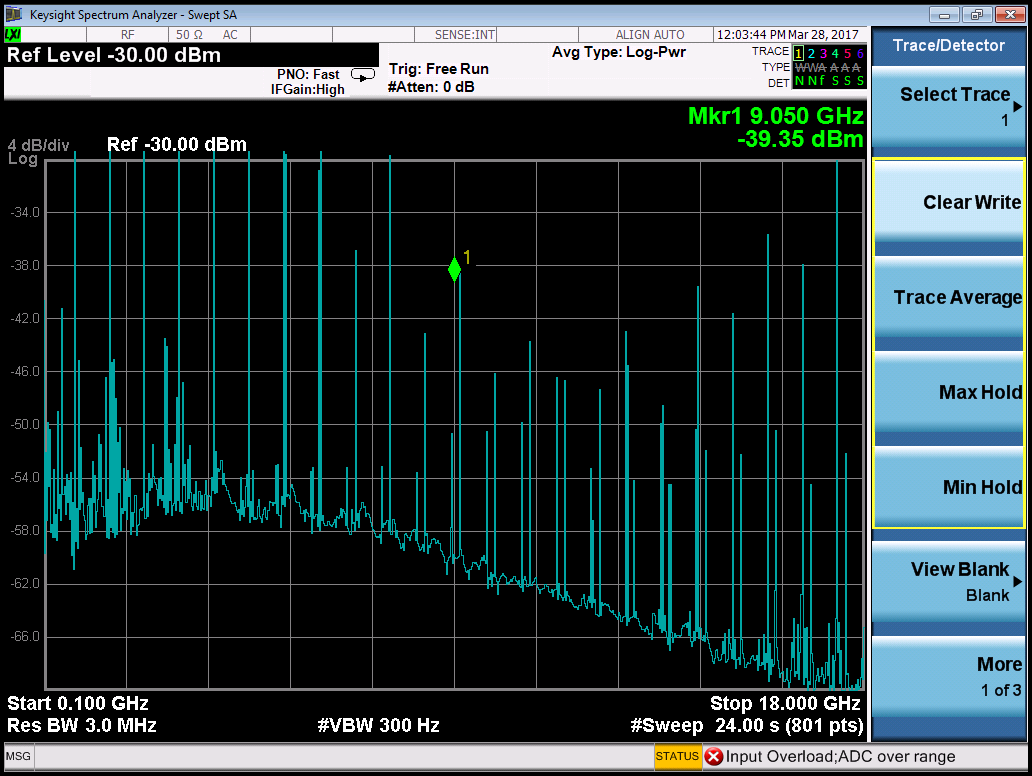 Keysight Spectrum Analyzer - Swept SA
LXI
RF
50 Ω
AC
SENSE:INT
ALIGN AUTO
12:03:44 PM Mar 28, 2017
Ref Level -30.00 dBm
PNO: Fast
IFGain:High
Trig: Free Run
#Atten: 0 dB
Avg Type: Log-Pwr
TRACE 1 2 3 4 5 6
TYPE W W A A A A
DET N N f S S S
Mkr1 9.050 GHz
-39.35 dBm
4 dB/div
Log
Ref -30.00 dBm
-34.0
-38.0
-42.0
-46.0
-50.0
-54.0
-58.0
-62.0
-66.0
1
Start 0.100 GHz
Stop 18.000 GHz
Res BW 3.0 MHz
#VBW 300 Hz
#Sweep 24.00 s (801 pts)
MSG
STATUS
Input Overload;ADC over range
Trace/Detector
Select Trace
1
Clear Write
Trace Average
Max Hold
Min Hold
View Blank
Blank
More
1 of 3